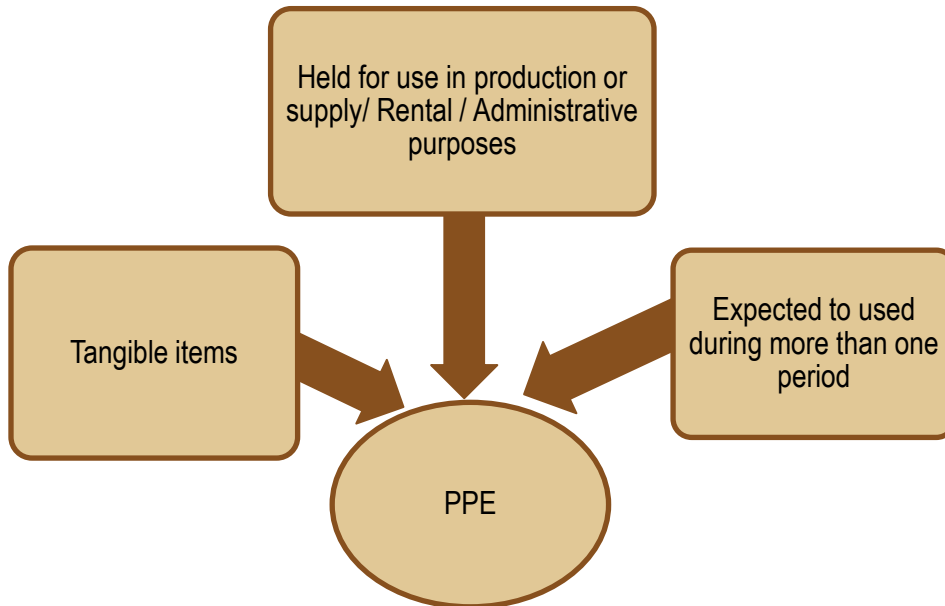 Held for use in production or
supply/ Rental / Administrative
purposes
Tangible items
Expected to used
during more than one
period
PPE